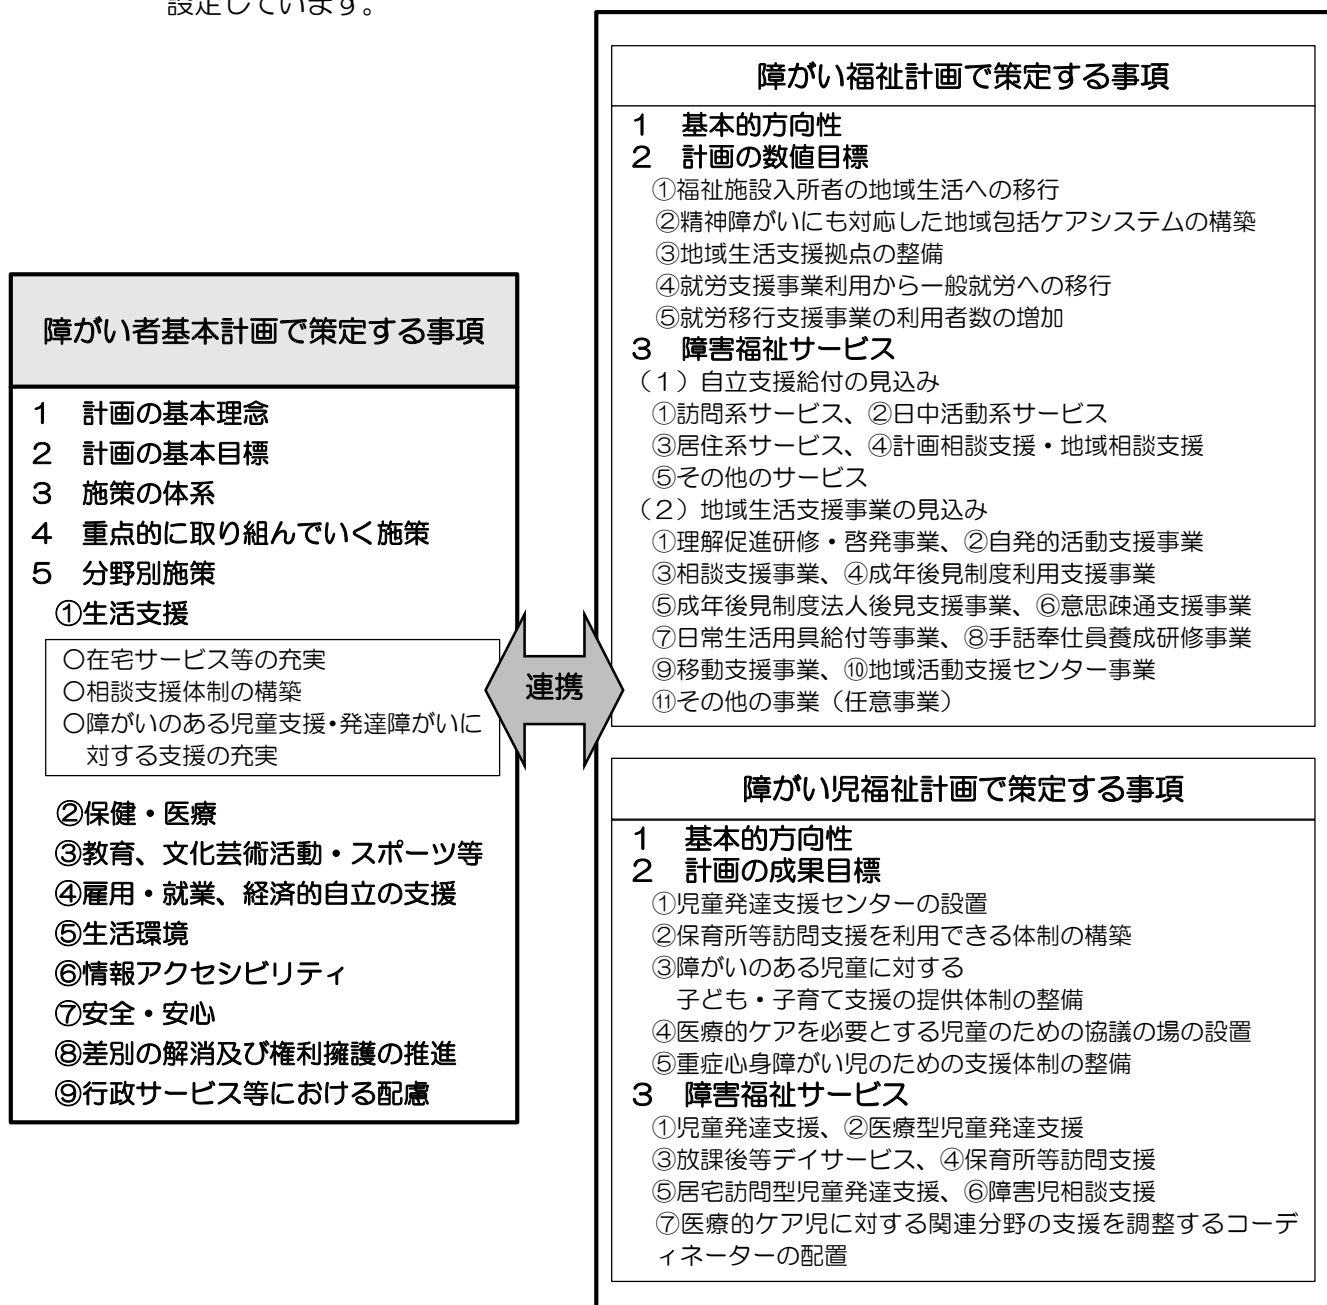 設定しています。
障がい者基本計画で策定する事項
1 計画の基本理念
2 計画の基本目標
3 施策の体系
4 重点的に取り組んでいく施策
5 分野別施策
①生活支援
〇在宅サービス等の充実
〇相談支援体制の構築
〇障がいのある児童支援・発達障がいに
対する支援の充実
②保健・医療
③教育、文化芸術活動・スポーツ等
④雇用・就業、経済的自立の支援
⑤生活環境
⑥情報アクセシビリティ
⑦安全・安心
⑧差別の解消及び権利擁護の推進
⑨行政サービス等における配慮
連携
障がい福祉計画で策定する事項
1 基本的方向性
2 計画の数値目標
①福祉施設入所者の地域生活への移行
②精神障がいにも対応した地域包括ケアシステムの構築
③地域生活支援拠点の整備
④就労支援事業利用から一般就労への移行
⑤就労移行支援事業の利用者数の増加
3 障害福祉サービス
（1）自立支援給付の見込み
①訪問系サービス、②日中活動系サービス
③居住系サービス、④計画相談支援・地域相談支援
⑤その他のサービス
（2）地域生活支援事業の見込み
①理解促進研修・啓発事業、②自発的活動支援事業
③相談支援事業、④成年後見制度利用支援事業
⑤成年後見制度法人後見支援事業、⑥意思疎通支援事業
⑦日常生活用具給付等事業、⑧手話奉仕員養成研修事業
⑨移動支援事業、⑩地域活動支援センター事業
⑪その他の事業（任意事業）
障がい児福祉計画で策定する事項
1 基本的方向性
2 計画の成果目標
①児童発達支援センターの設置
②保育所等訪問支援を利用できる体制の構築
③障がいのある児童に対する
子ども・子育て支援の提供体制の整備
④医療的ケアを必要とする児童のための協議の場の設置
⑤重症心身障がい児のための支援体制の整備
3 障害福祉サービス
①児童発達支援、②医療型児童発達支援
③放課後等デイサービス、④保育所等訪問支援
⑤居宅訪問型児童発達支援、⑥障害児相談支援
⑦医療的ケア児に対する関連分野の支援を調整するコーデ
ィネーターの配置